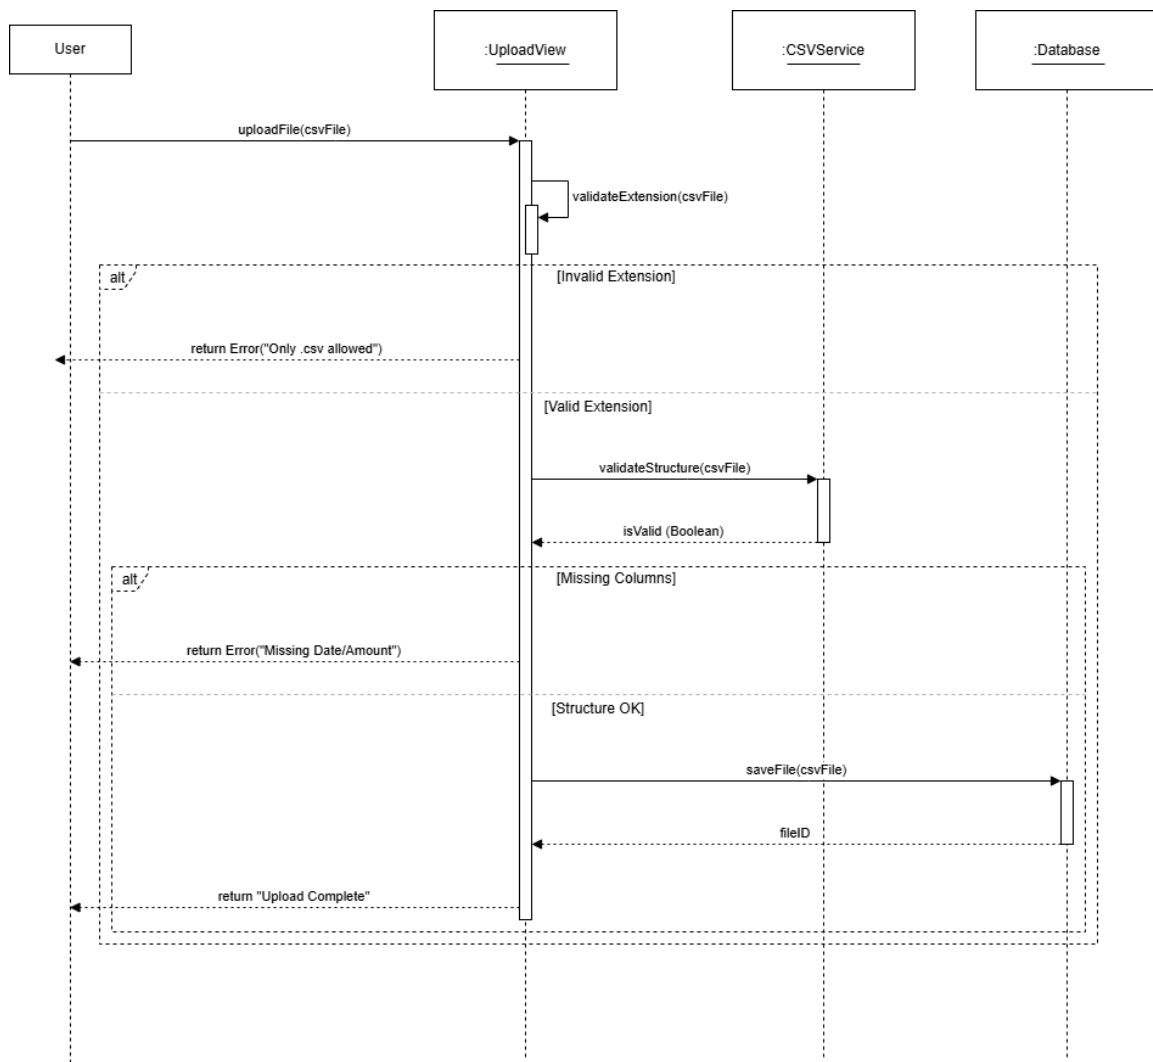 User
:UploadView
:CSVService
:Database
uploadFile(csvFile)
validateExtension(csvFile)
alt
[Invalid Extension]
return Error("Only .csv allowed")
[Valid Extension]
validateStructure(csvFile)
isValid (Boolean)
alt
[Missing Columns]
return Error("Missing Date/Amount")
[Structure OK]
saveFile(csvFile)
fileID
return "Upload Complete"